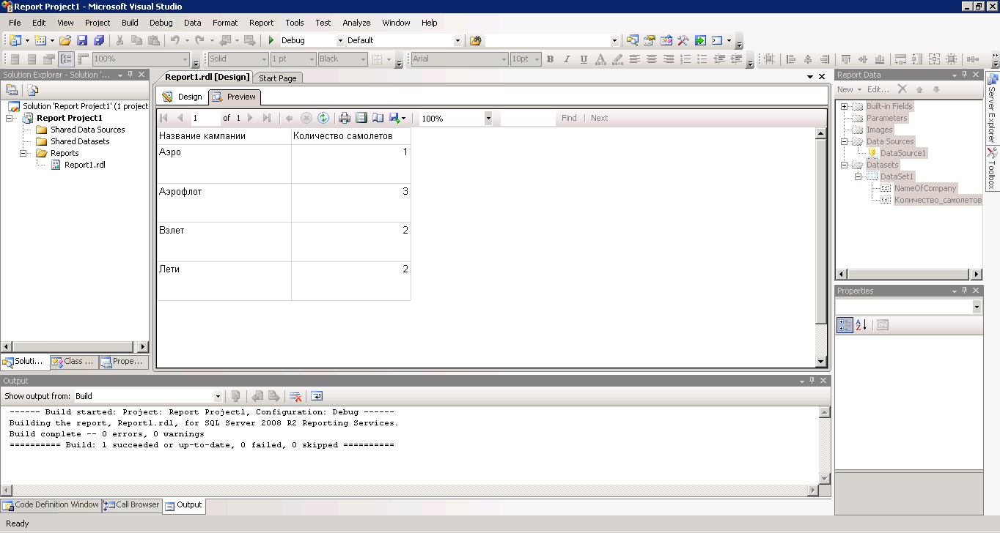 Report Project1 - Microsoft Visual Studio
File Edit View Project Build Debug Data Format Report Tools Test Analyze Window Help
Debug Default
100% Solid 1 pt Black Arial 10pt B I U A
Solution Explorer - Solution '...
Solution 'Report Project1' (1 project
Report Project1
Shared Data Sources
Shared Datasets
Reports
Report1.rdl
Soluti... Class ... Prope...
Report1.rdl [Design] Start Page
Design Preview
1 of 1 100% Find | Next
Название кампании Количество самолетов
Аэро 1
Аэрофлот 3
Взлет 2
Лети 2
Report Data
New Edit...
Built-in Fields
Parameters
Images
Data Sources
DataSource1
Datasets
DataSet1
NameOfCompany
Количество_самолетов
Server Explorer
Toolbox
Properties
Output
Show output from: Build
------ Build started: Project: Report Project1, Configuration: Debug ------
Building the report, Report1.rdl, for SQL Server 2008 R2 Reporting Services.
Build complete -- 0 errors, 0 warnings
========== Build: 1 succeeded or up-to-date, 0 failed, 0 skipped ==========
Code Definition Window Call Browser Output
Ready